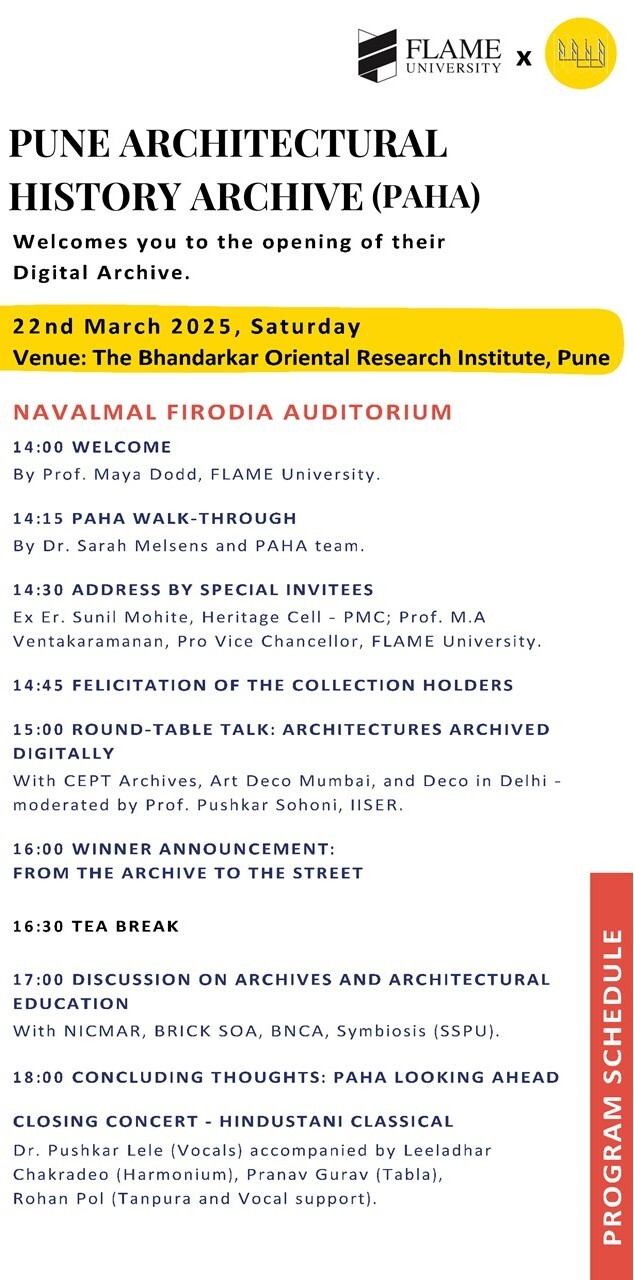 FLAME
UNIVERSITY
x
PUNE ARCHITECTURAL
HISTORY ARCHIVE (PAHA)
Welcomes you to the opening of their
Digital Archive.
22nd March 2025, Saturday
Venue: The Bhandarkar Oriental Research Institute, Pune
NAVALMAL FIRODIA AUDITORIUM
14:00 WELCOME
By Prof. Maya Dodd, FLAME University.
14:15 PAHA WALK-THROUGH
By Dr. Sarah Melsens and PAHA team.
14:30 ADDRESS BY SPECIAL INVITEES
Ex Er. Sunil Mohite, Heritage Cell - PMC; Prof. M.A
Ventakaramanan, Pro Vice Chancellor, FLAME University.
14:45 FELICITATION OF THE COLLECTION HOLDERS
15:00 ROUND-TABLE TALK: ARCHITECTURES ARCHIVED
DIGITALLY
With CEPT Archives, Art Deco Mumbai, and Deco in Delhi -
moderated by Prof. Pushkar Sohoni, IISER.
16:00 WINNER ANNOUNCEMENT:
FROM THE ARCHIVE TO THE STREET
16:30 TEA BREAK
17:00 DISCUSSION ON ARCHIVES AND ARCHITECTURAL
EDUCATION
With NICMAR, BRICK SOA, BNCA, Symbiosis (SSPU).
18:00 CONCLUDING THOUGHTS: PAHA LOOKING AHEAD
CLOSING CONCERT - HINDUSTANI CLASSICAL
Dr. Pushkar Lele (Vocals) accompanied by Leeladhar
Chakradeo (Harmonium), Pranav Gurav (Tabla),
Rohan Pol (Tanpura and Vocal support).
PROGRAM SCHEDULE